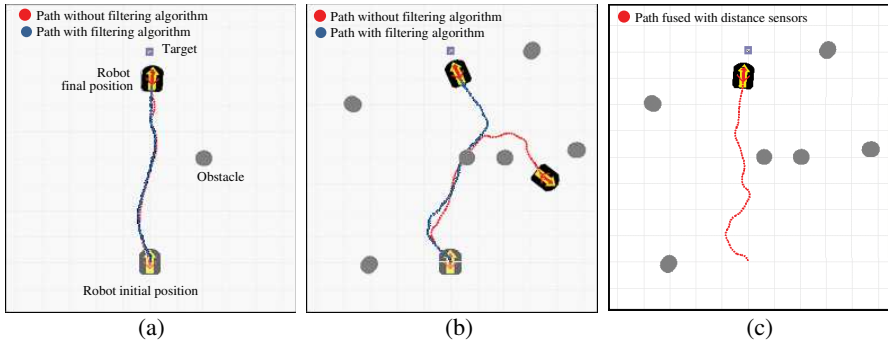 Path without filtering algorithm
Path with filtering algorithm
Target
Robot
final position
Obstacle
Robot initial position
(a)
Path without filtering algorithm
Path with filtering algorithm
(b)
Path fused with distance sensors
(c)